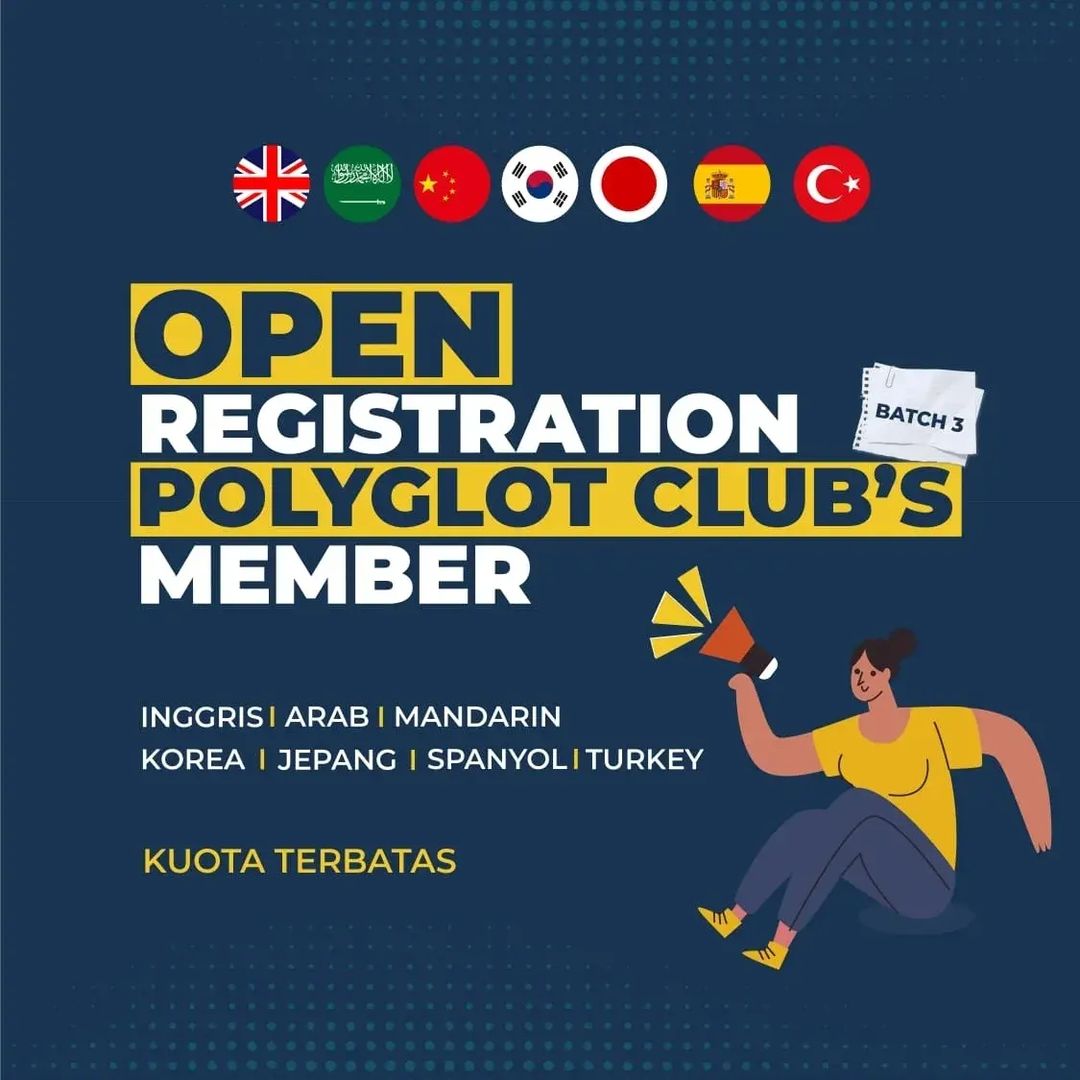 OPEN
REGISTRATION
BATCH 3
POLYGLOT CLUB'S
MEMBER
INGGRIS | ARAB | MANDARIN
KOREA | JEPANG | SPANYOL | TURKEY
KUOTA TERBATAS